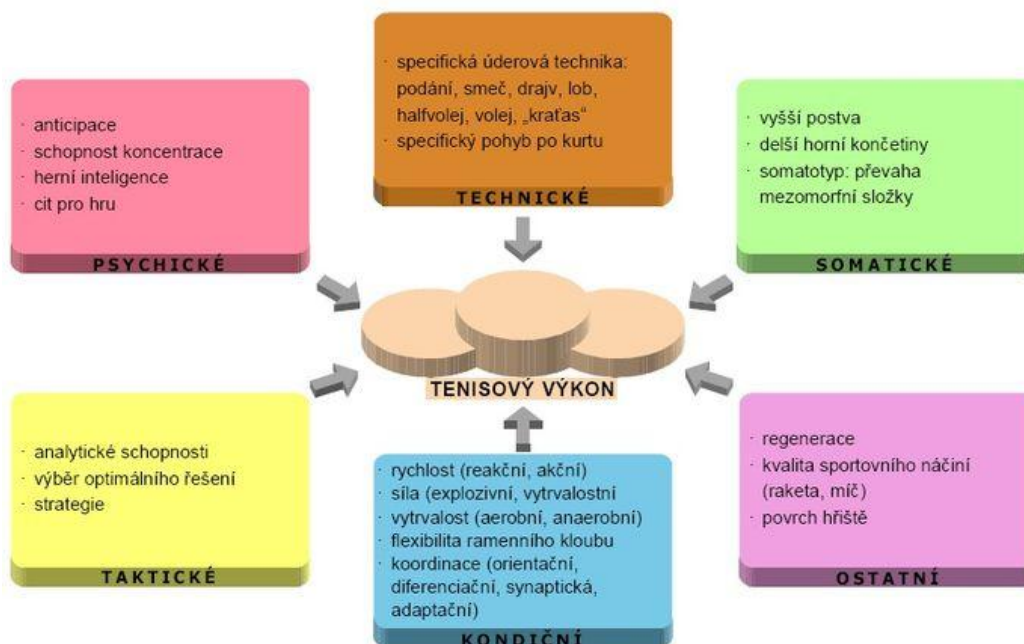 · anticipace
· schopnost koncentrace
· herní inteligence
· cit pro hru
PSYCHICKÉ
· specifická úderová technika:
podání, smeč, drajv, lob,
halfvolej, volej, „kraťas“
· specifický pohyb po kurtu
TECHNICKÉ
· vyšší postva
· delší horní končetiny
· somatotyp: převaha
mezomorfní složky
SOMATICKÉ
TENISOVÝ VÝKON
· analytické schopnosti
· výběr optimálního řešení
· strategie
TAKTICKÉ
· rychlost (reakční, akční)
· síla (explozivní, vytrvalostní
· vytrvalost (aerobní, anaerobní)
· flexibilita ramenního kloubu
· koordinace (orientační,
diferenciační, synaptická,
adaptační)
KONDIČNÍ
· regenerace
· kvalita sportovního náčiní
(raketa, míč)
· povrch hřiště
OSTATNÍ